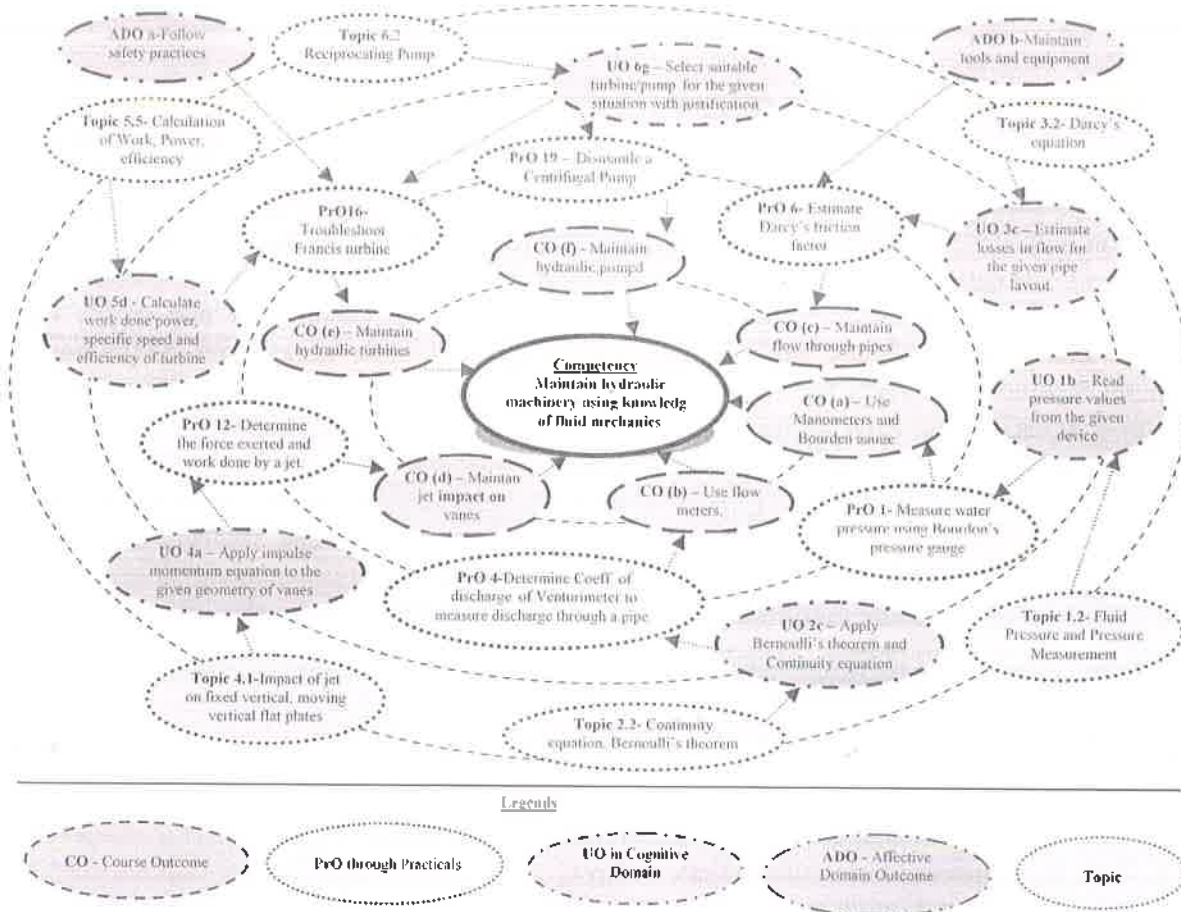 ADO a-Follow
safety practices
Topic 6.2
Reciprocating Pump
UO 6g – Select suitable
turbine/pump for the given
situation with justification
ADO b-Maintain
tools and equipment
Topic 5.5- Calculation
of Work, Power,
efficiency
Topic 3.2- Darcy's
equation
PrO 19 – Dismantle a
Centrifugal Pump
PrO16-
Troubleshoot
Francis turbine
PrO 6- Estimate
Darcy's friction
factor
UO 3c – Estimate
losses in flow for
the given pipe
layout.
CO (f) - Maintain
hydraulic pumpd
UO 5d - Calculate
work done/power,
specific speed and
efficiency of turbine
CO (e) – Maintain
hydraulic turbines
CO (c) – Maintain
flow through pipes
Competency
Maintain hydraulic
machinery using knowledg
of fluid mechanics
UO 1b – Read
pressure values
from the given
device
CO (a) – Use
Manometers and
Bourden gauge
PrO 12- Determine
the force exerted and
work done by a jet.
CO (d) – Maintan
jet impact on
vanes
CO (b) – Use flow
meters.
PrO 1- Measure water
pressure using Bourdon's
pressure gauge
UO 4a – Apply impulse
momentum equation to the
given geometry of vanes
PrO 4-Determine Coeff of
discharge of Venturimeter to
measure discharge through a pipe
UO 2c – Apply
Bernoulli's theorem and
Continuity equation
Topic 1.2- Fluid
Pressure and Pressure
Measurement
Topic 4.1-Impact of jet
on fixed vertical, moving
vertical flat plates
Topic 2.2- Continuity
equation, Bernoulli's theorem
Legends
CO - Course Outcome
PrO through Practicals
UO in Cognitive
Domain
ADO - Affective
Domain Outcome
Topic